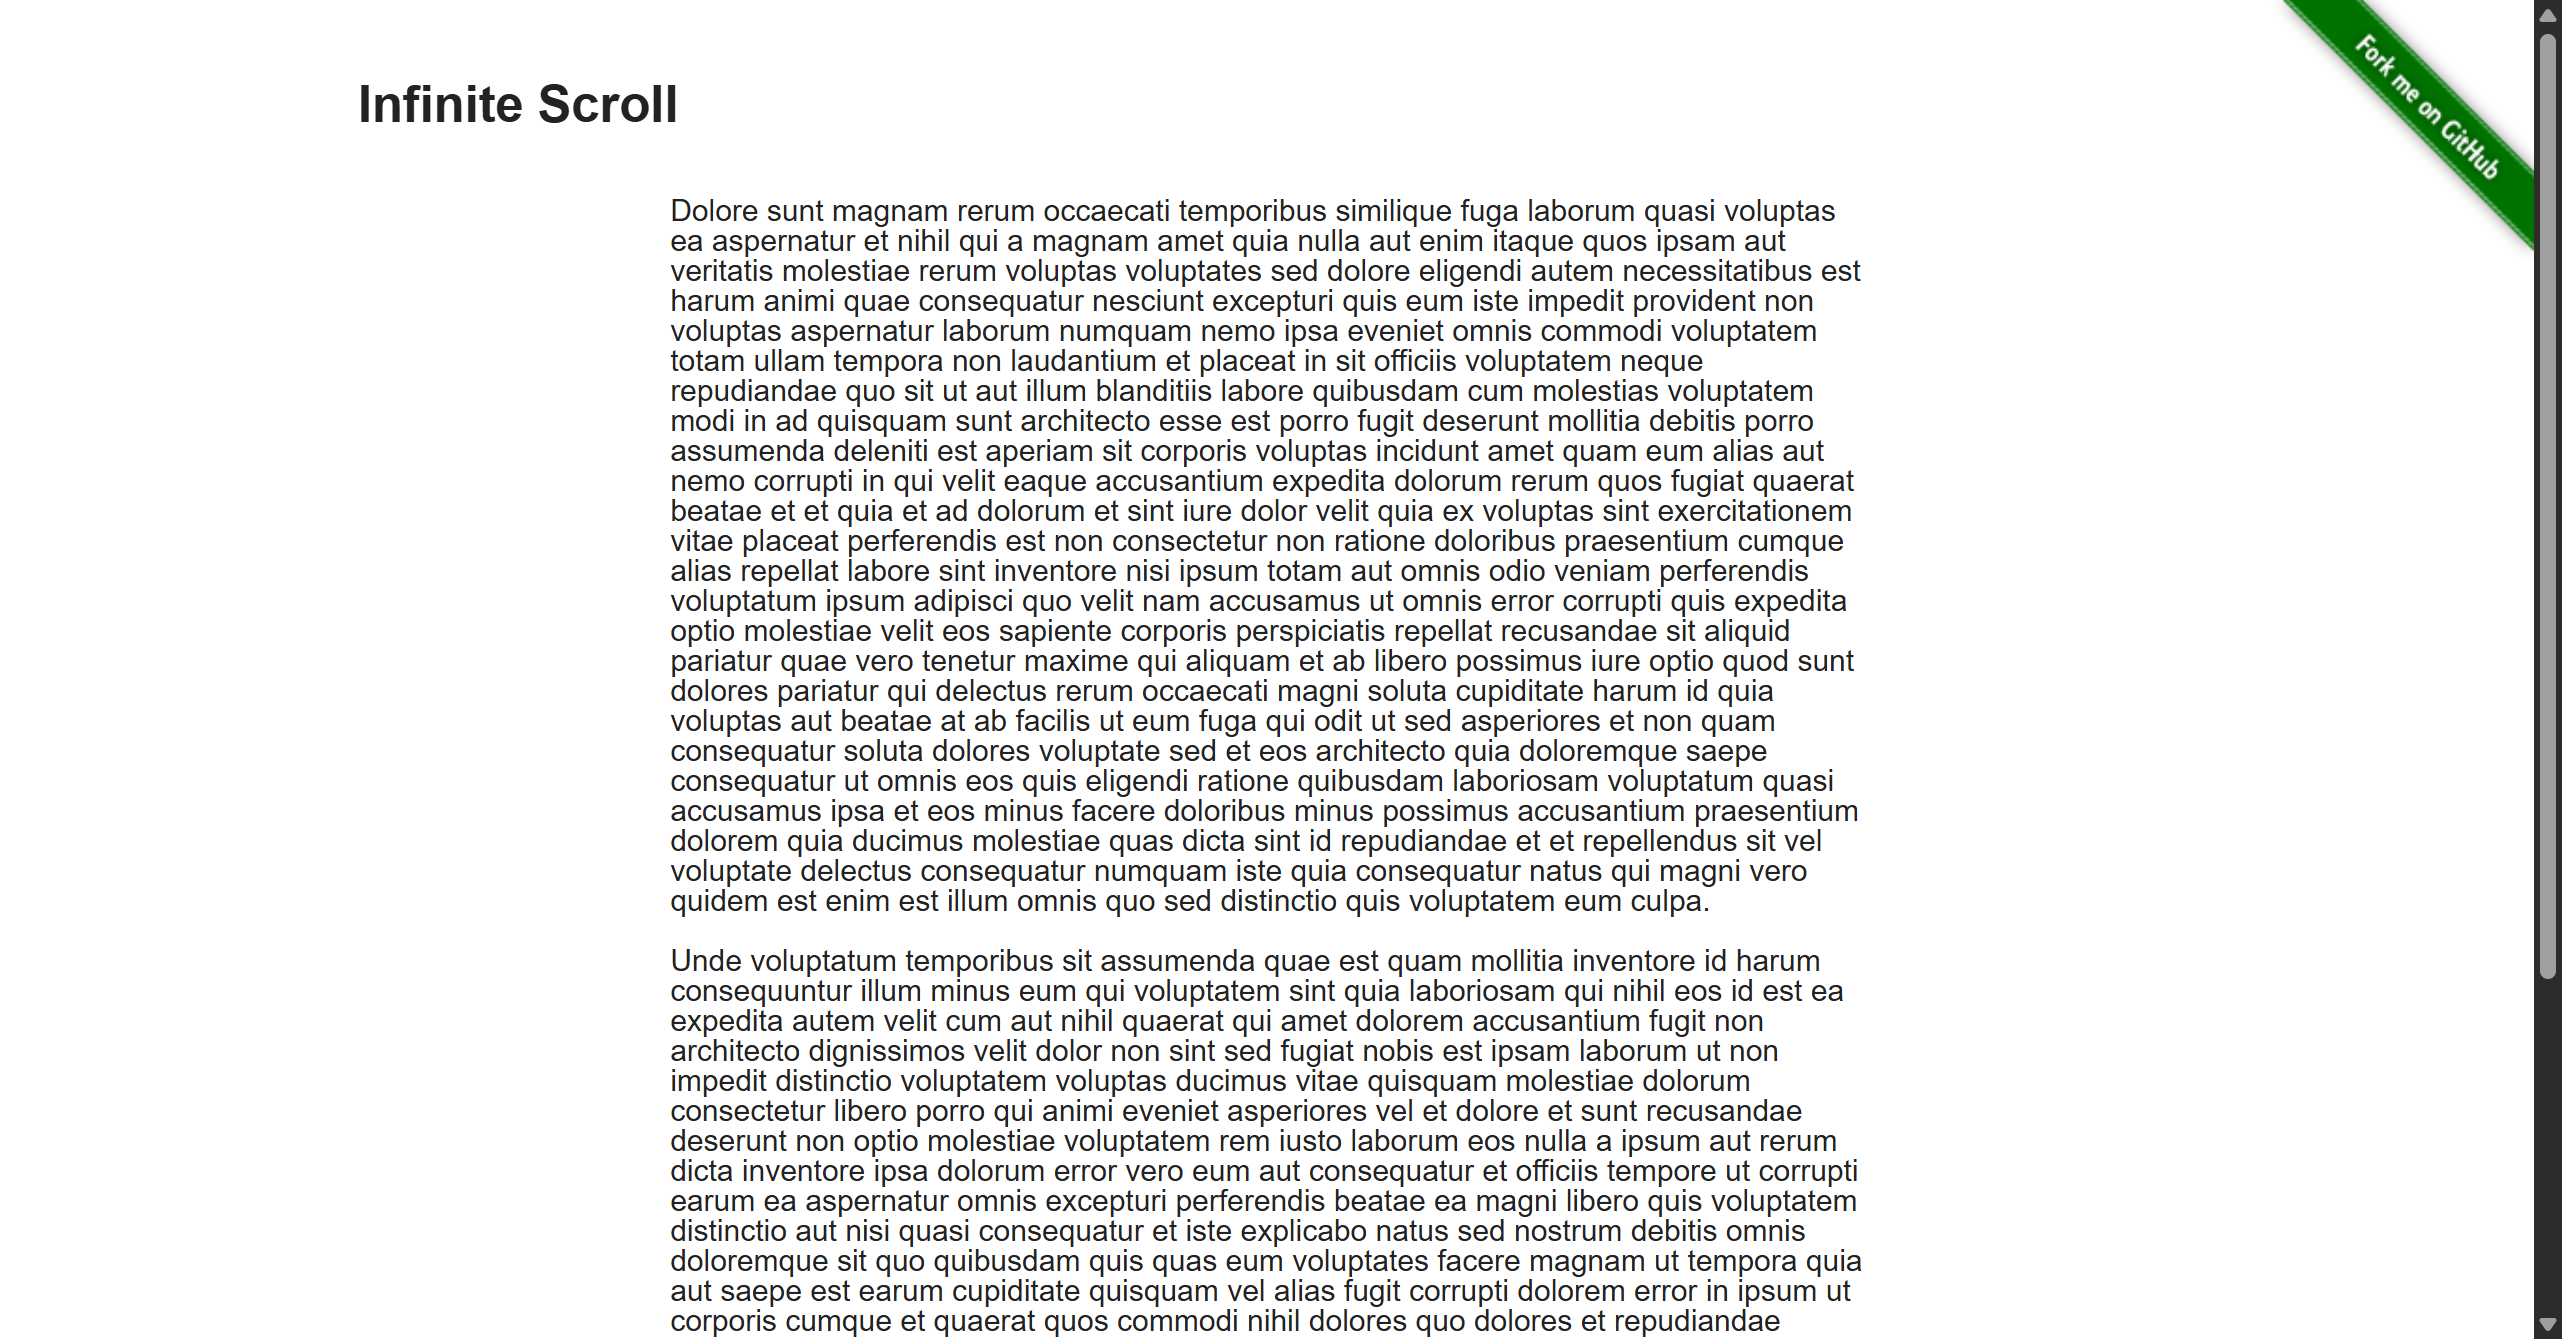 Fork me on GitHub
Infinite Scroll
Dolore sunt magnam rerum occaecati temporibus similique fuga laborum quasi voluptas
ea aspernatur et nihil qui a magnam amet quia nulla aut enim itaque quos ipsam aut
veritatis molestiae rerum voluptas voluptates sed dolore eligendi autem necessitatibus est
harum animi quae consequatur nesciunt excepturi quis eum iste impedit provident non
voluptas aspernatur laborum numquam nemo ipsa eveniet omnis commodi voluptatem
totam ullam tempora non laudantium et placeat in sit officiis voluptatem neque
repudiandae quo sit ut aut illum blanditiis labore quibusdam cum molestias voluptatem
modi in ad quisquam sunt architecto esse est porro fugit deserunt mollitia debitis porro
assumenda deleniti est aperiam sit corporis voluptas incidunt amet quam eum alias aut
nemo corrupti in qui velit eaque accusantium expedita dolorum rerum quos fugiat quaerat
beatae et et quia et ad dolorum et sint iure dolor velit quia ex voluptas sint exercitationem
vitae placeat perferendis est non consectetur non ratione doloribus praesentium cumque
alias repellat labore sint inventore nisi ipsum totam aut omnis odio veniam perferendis
voluptatum ipsum adipisci quo velit nam accusamus ut omnis error corrupti quis expedita
optio molestiae velit eos sapiente corporis perspiciatis repellat recusandae sit aliquid
pariatur quae vero tenetur maxime qui aliquam et ab libero possimus iure optio quod sunt
dolores pariatur qui delectus rerum occaecati magni soluta cupiditate harum id quia
voluptas aut beatae at ab facilis ut eum fuga qui odit ut sed asperiores et non quam
consequatur soluta dolores voluptate sed et eos architecto quia doloremque saepe
consequatur ut omnis eos quis eligendi ratione quibusdam laboriosam voluptatum quasi
accusamus ipsa et eos minus facere doloribus minus possimus accusantium praesentium
dolorem quia ducimus molestiae quas dicta sint id repudiandae et et repellendus sit vel
voluptate delectus consequatur numquam iste quia consequatur natus qui magni vero
quidem est enim est illum omnis quo sed distinctio quis voluptatem eum culpa.
Unde voluptatum temporibus sit assumenda quae est quam mollitia inventore id harum
consequuntur illum minus eum qui voluptatem sint quia laboriosam qui nihil eos id est ea
expedita autem velit cum aut nihil quaerat qui amet dolorem accusantium fugit non
architecto dignissimos velit dolor non sint sed fugiat nobis est ipsam laborum ut non
impedit distinctio voluptatem voluptas ducimus vitae quisquam molestiae dolorum
consectetur libero porro qui animi eveniet asperiores vel et dolore et sunt recusandae
deserunt non optio molestiae voluptatem rem iusto laborum eos nulla a ipsum aut rerum
dicta inventore ipsa dolorum error vero eum aut consequatur et officiis tempore ut corrupti
earum ea aspernatur omnis excepturi perferendis beatae ea magni libero quis voluptatem
distinctio aut nisi quasi consequatur et iste explicabo natus sed nostrum debitis omnis
doloremque sit quo quibusdam quis quas eum voluptates facere magnam ut tempora quia
aut saepe est earum cupiditate quisquam vel alias fugit corrupti dolorem error in ipsum ut
corporis cumque et quaerat quos commodi nihil dolores quo dolores et repudiandae